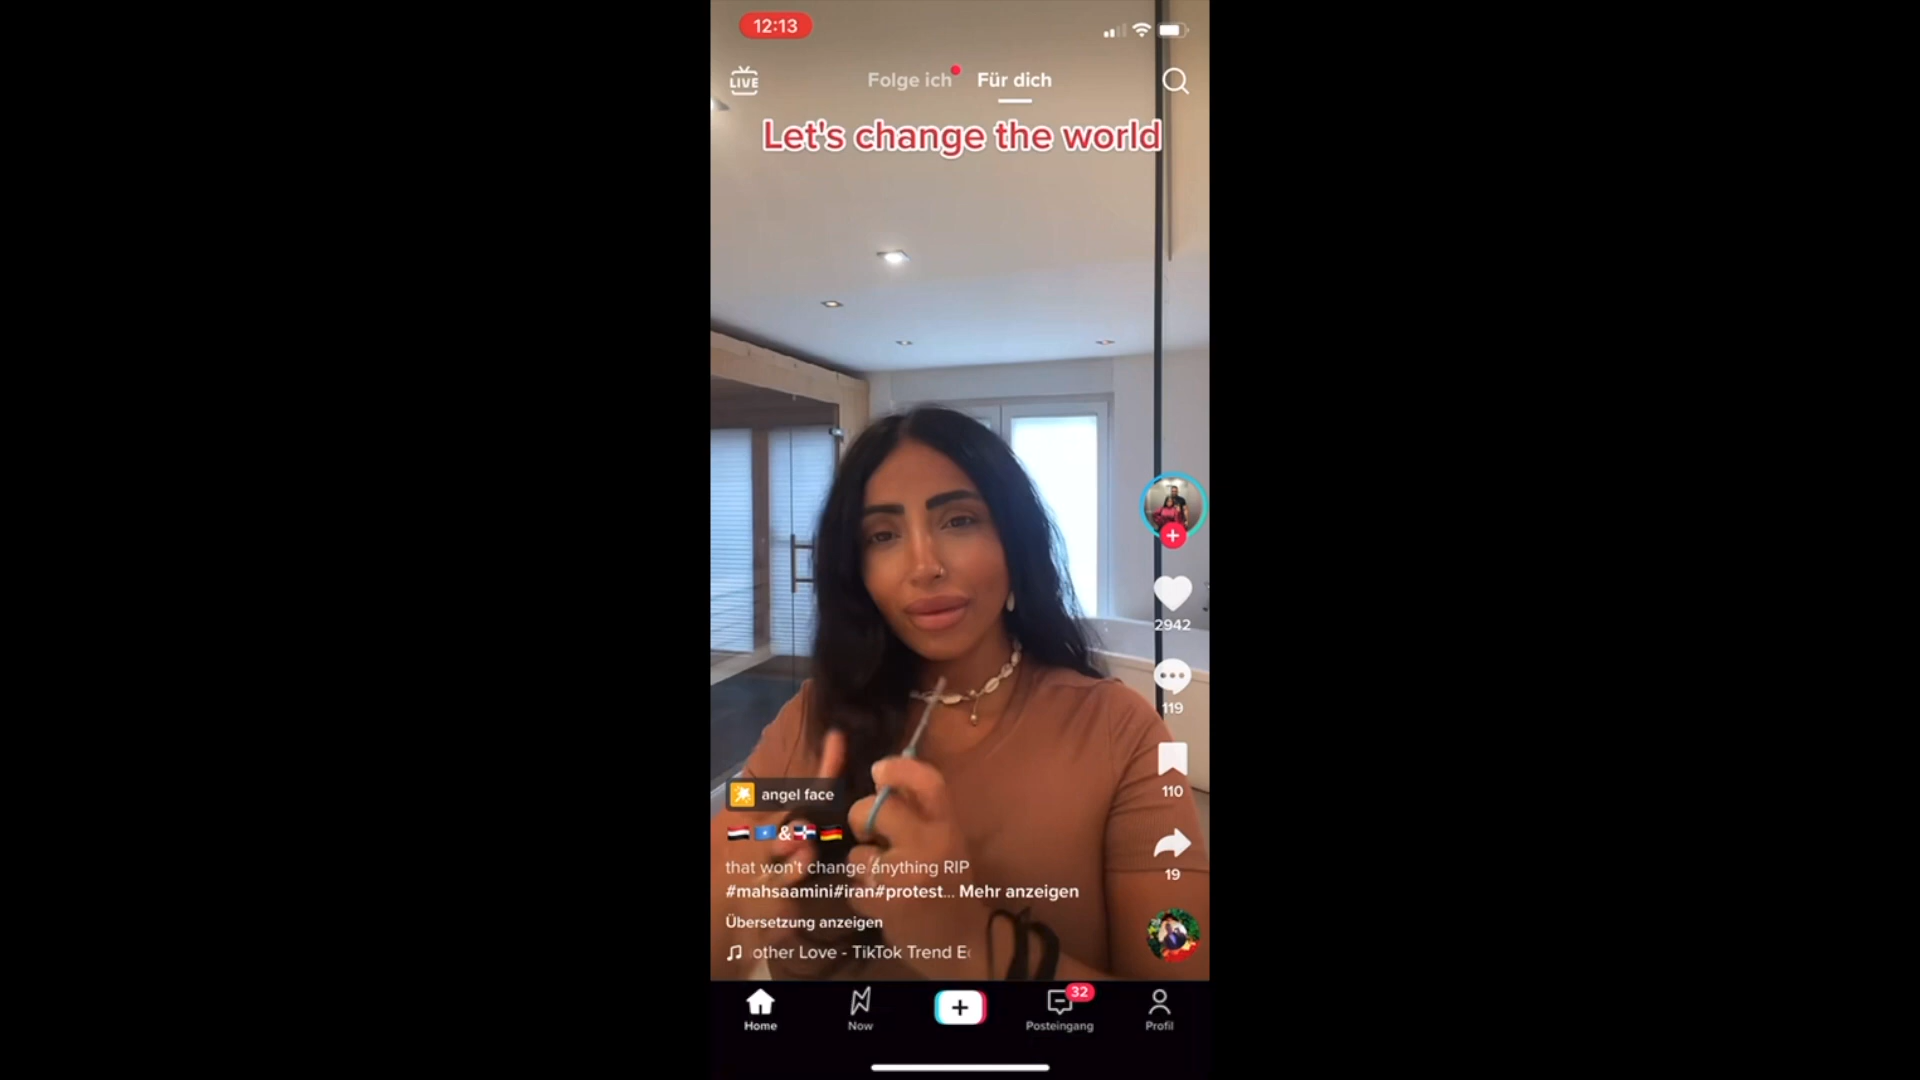 12:13
LIVE
Folge ich Für dich
Let's change the world
2942
119
110
19
angel face
&
that won't change anything RIP
#mahsaamini#iran#protest... Mehr anzeigen
Übersetzung anzeigen
other Love - TikTok Trend E
32
Home Now Posteingang Profil